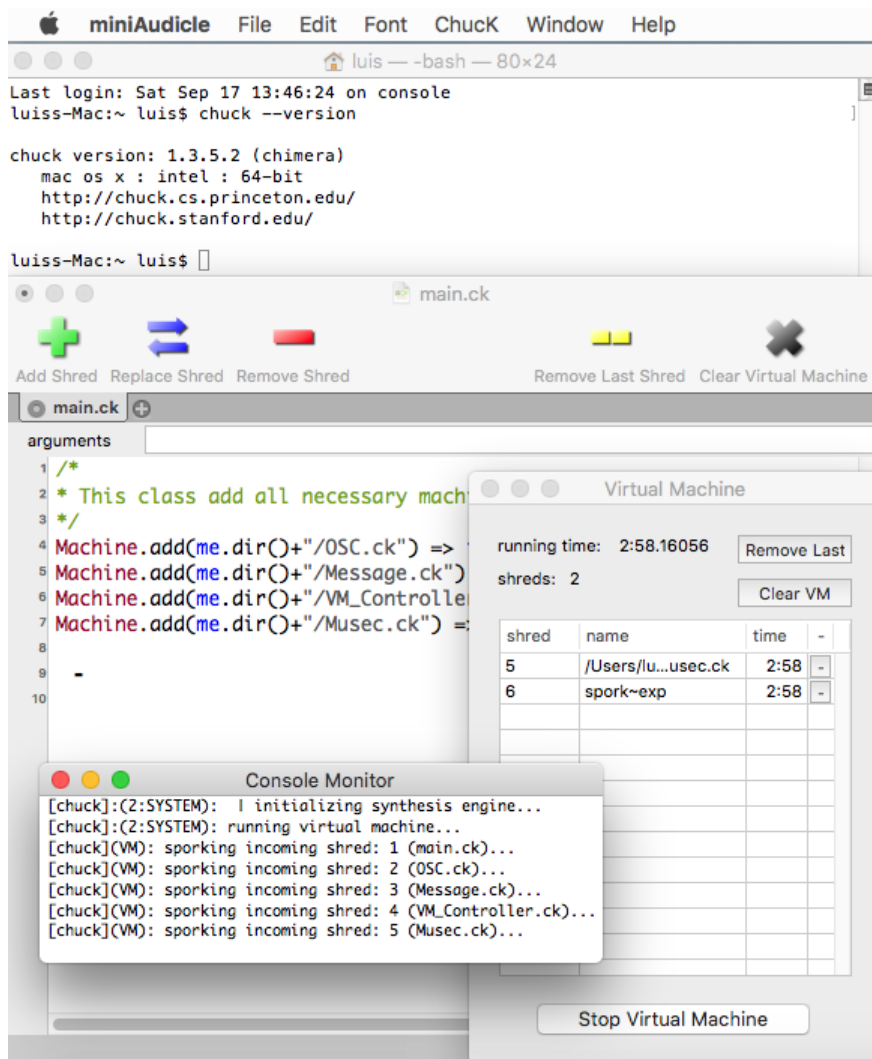 miniAudicle File Edit Font ChucK Window Help
luis — -bash — 80×24
Last login: Sat Sep 17 13:46:24 on console
luiss-Mac:~ luis$ chuck --version
chuck version: 1.3.5.2 (chimera)
mac os x : intel : 64-bit
http://chuck.cs.princeton.edu/
http://chuck.stanford.edu/
luiss-Mac:~ luis$
main.ck
Add Shred Replace Shred Remove Shred Remove Last Shred Clear Virtual Machine
main.ck
arguments
1 /*
2 * This class add all necessary mach
3 */
4 Machine.add(me.dir()+"/OSC.ck") =>
5 Machine.add(me.dir()+"/Message.ck")
6 Machine.add(me.dir()+"/VM_Controller
7 Machine.add(me.dir()+"/Musec.ck") =>
8
9 -
10
Virtual Machine
running time: 2:58.16056 Remove Last
shreds: 2
Clear VM
shred name time -
5 /Users/lu...usec.ck 2:58 -
6 spork~exp 2:58 -
Console Monitor
[chuck]:(2:SYSTEM): | initializing synthesis engine...
[chuck]:(2:SYSTEM): running virtual machine...
[chuck](VM): sporking incoming shred: 1 (main.ck)...
[chuck](VM): sporking incoming shred: 2 (OSC.ck)...
[chuck](VM): sporking incoming shred: 3 (Message.ck)...
[chuck](VM): sporking incoming shred: 4 (VM_Controller.ck)...
[chuck](VM): sporking incoming shred: 5 (Musec.ck)...
Stop Virtual Machine